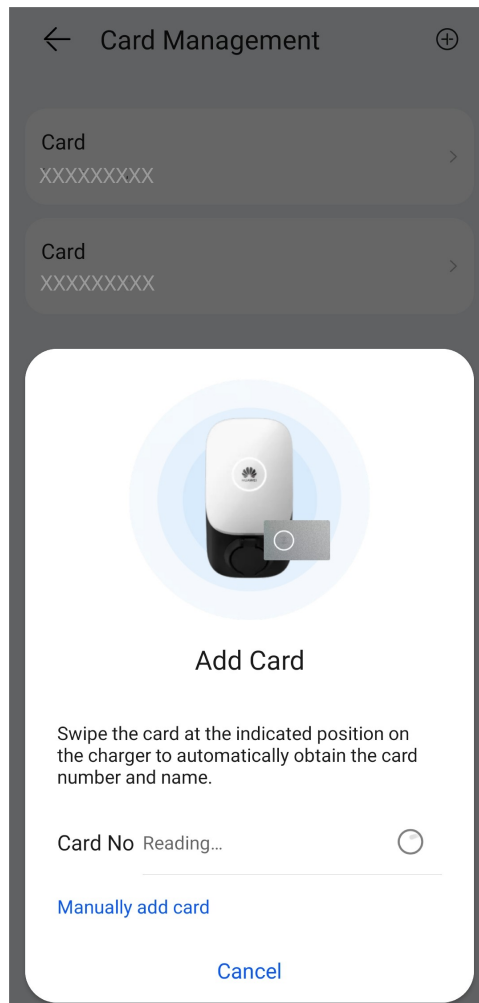 Card Management
Card
XXXXXXXXX
Card
XXXXXXXXX
HUAWEI
Add Card
Swipe the card at the indicated position on
the charger to automatically obtain the card
number and name.
Card No Reading...
Manually add card
Cancel